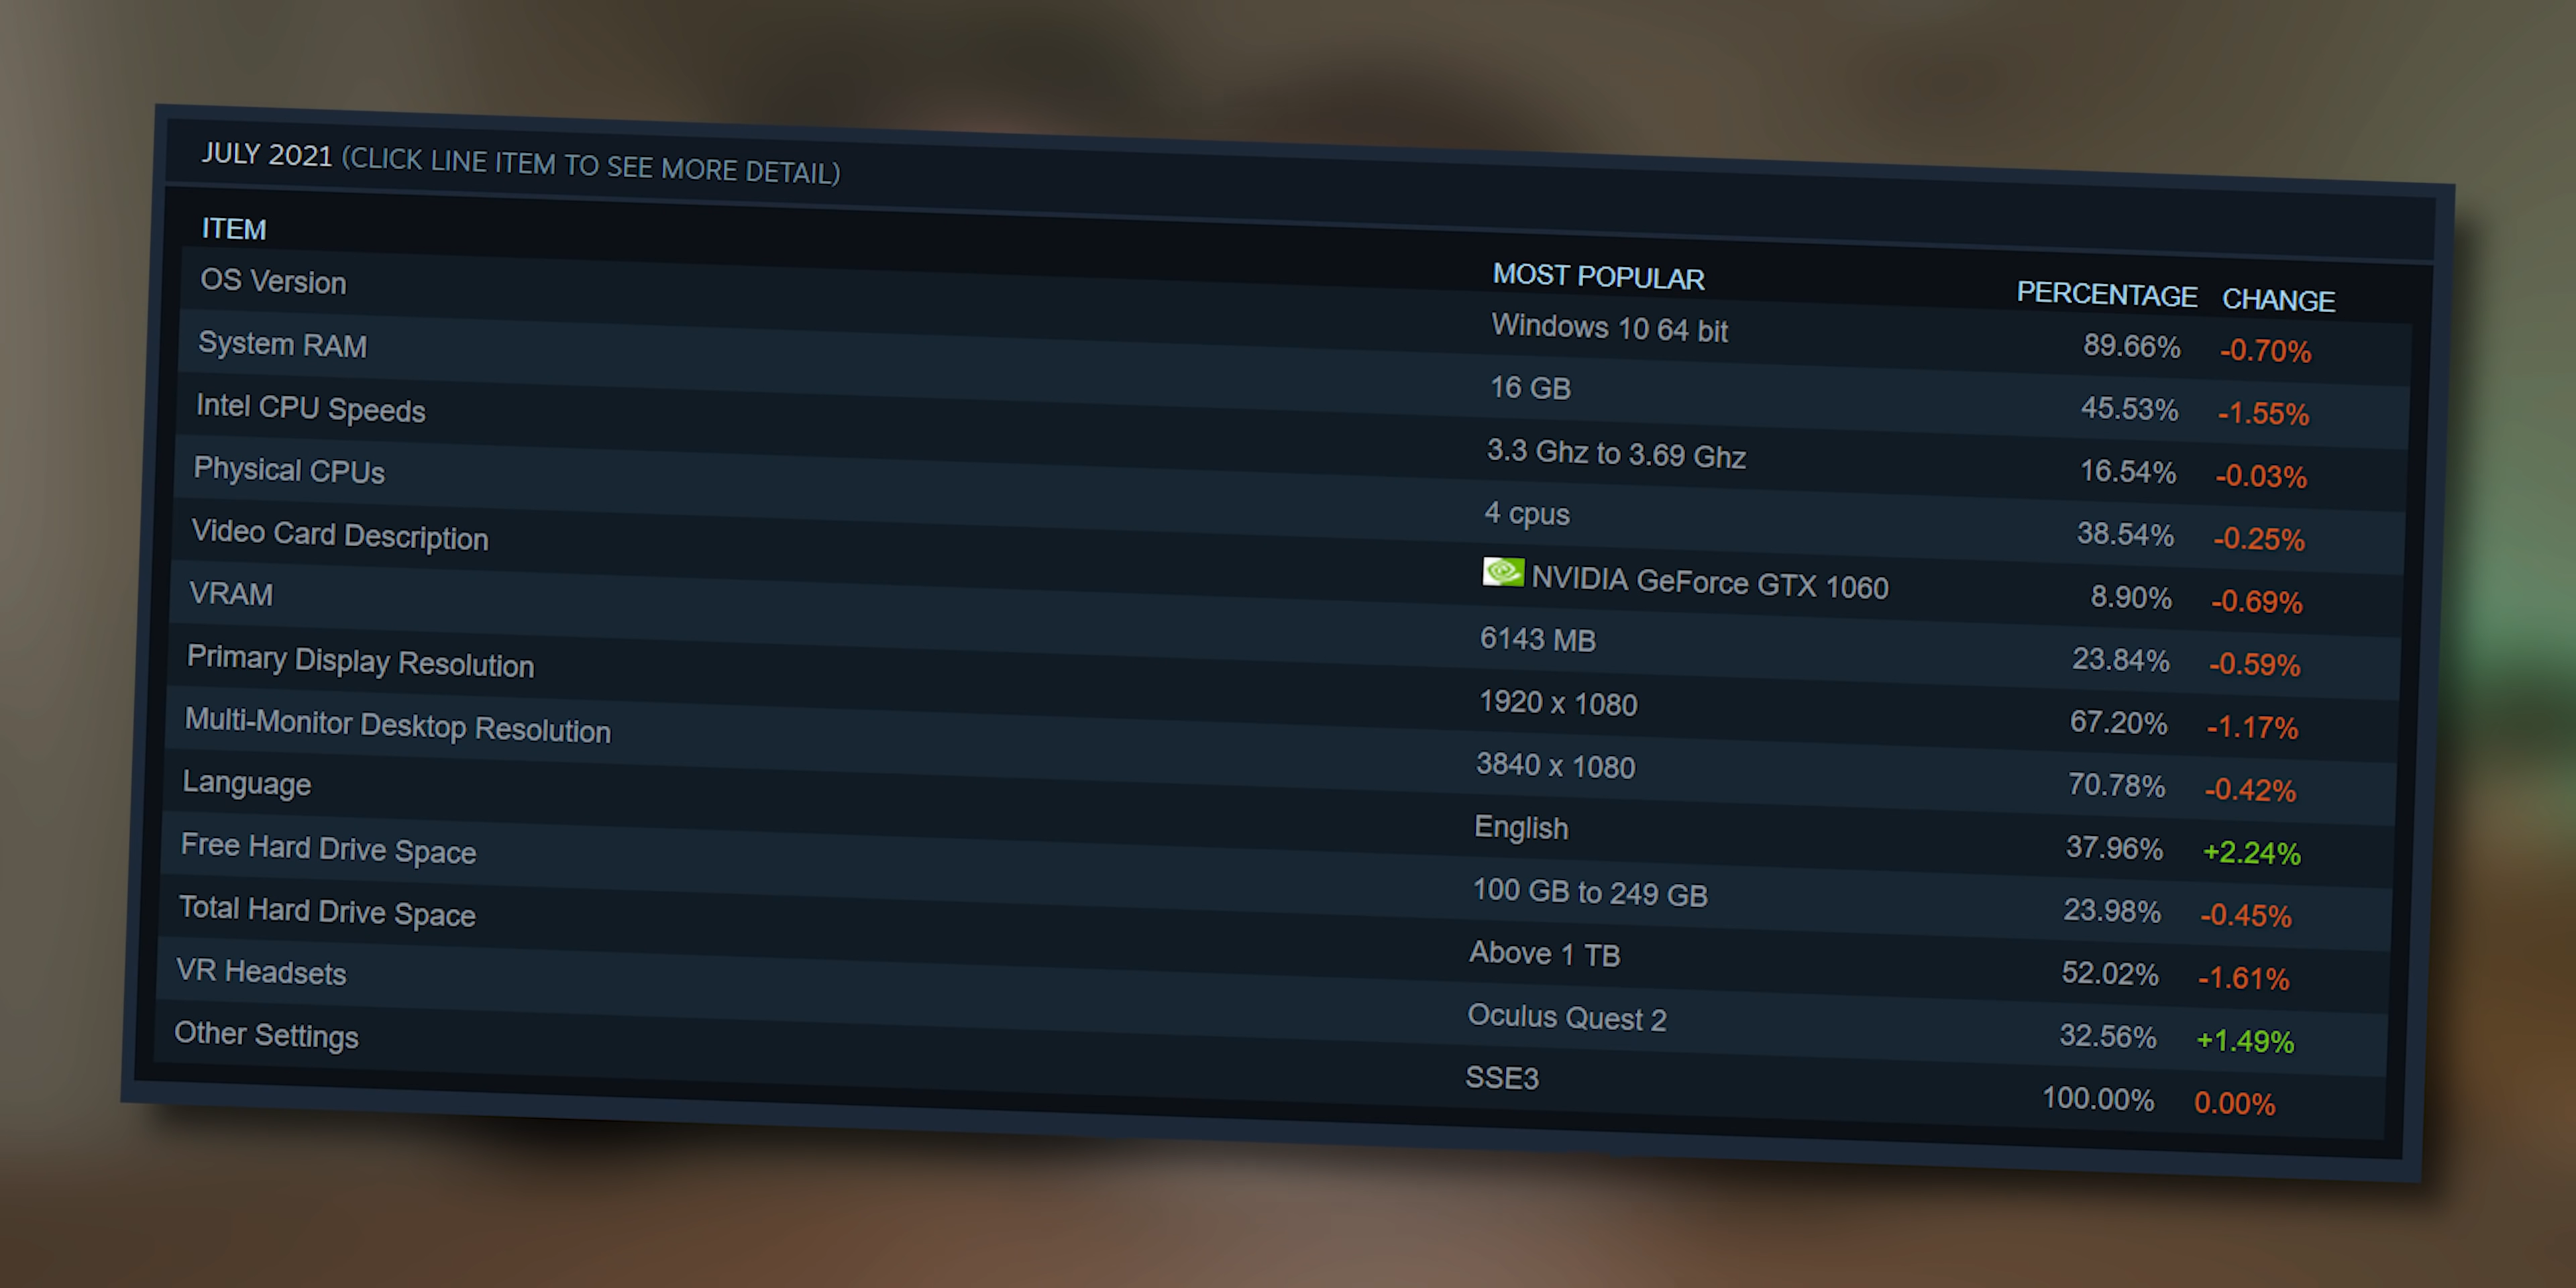 JULY 2021 (CLICK LINE ITEM TO SEE MORE DETAIL)
ITEM MOST POPULAR PERCENTAGE CHANGE
OS Version Windows 10 64 bit 89.66% -0.70%
System RAM 16 GB 45.53% -1.55%
Intel CPU Speeds 3.3 Ghz to 3.69 Ghz 16.54% -0.03%
Physical CPUs 4 cpus 38.54% -0.25%
Video Card Description NVIDIA GeForce GTX 1060 8.90% -0.69%
VRAM 6143 MB 23.84% -0.59%
Primary Display Resolution 1920 x 1080 67.20% -1.17%
Multi-Monitor Desktop Resolution 3840 x 1080 70.78% -0.42%
Language English 37.96% +2.24%
Free Hard Drive Space 100 GB to 249 GB 23.98% -0.45%
Total Hard Drive Space Above 1 TB 52.02% -1.61%
VR Headsets Oculus Quest 2 32.56% +1.49%
Other Settings SSE3 100.00% 0.00%